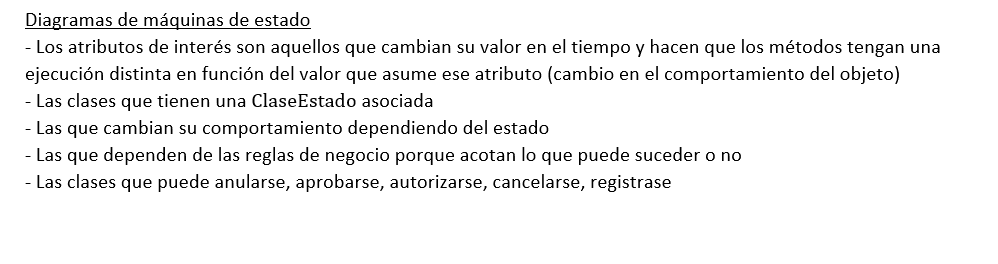 Diagramas de máquinas de estado
- Los atributos de interés son aquellos que cambian su valor en el tiempo y hacen que los métodos tengan una
ejecución distinta en función del valor que asume ese atributo (cambio en el comportamiento del objeto)
- Las clases que tienen una ClaseEstado asociada
- Las que cambian su comportamiento dependiendo del estado
- Las que dependen de las reglas de negocio porque acotan lo que puede suceder o no
- Las clases que puede anularse, aprobarse, autorizarse, cancelarse, registrase